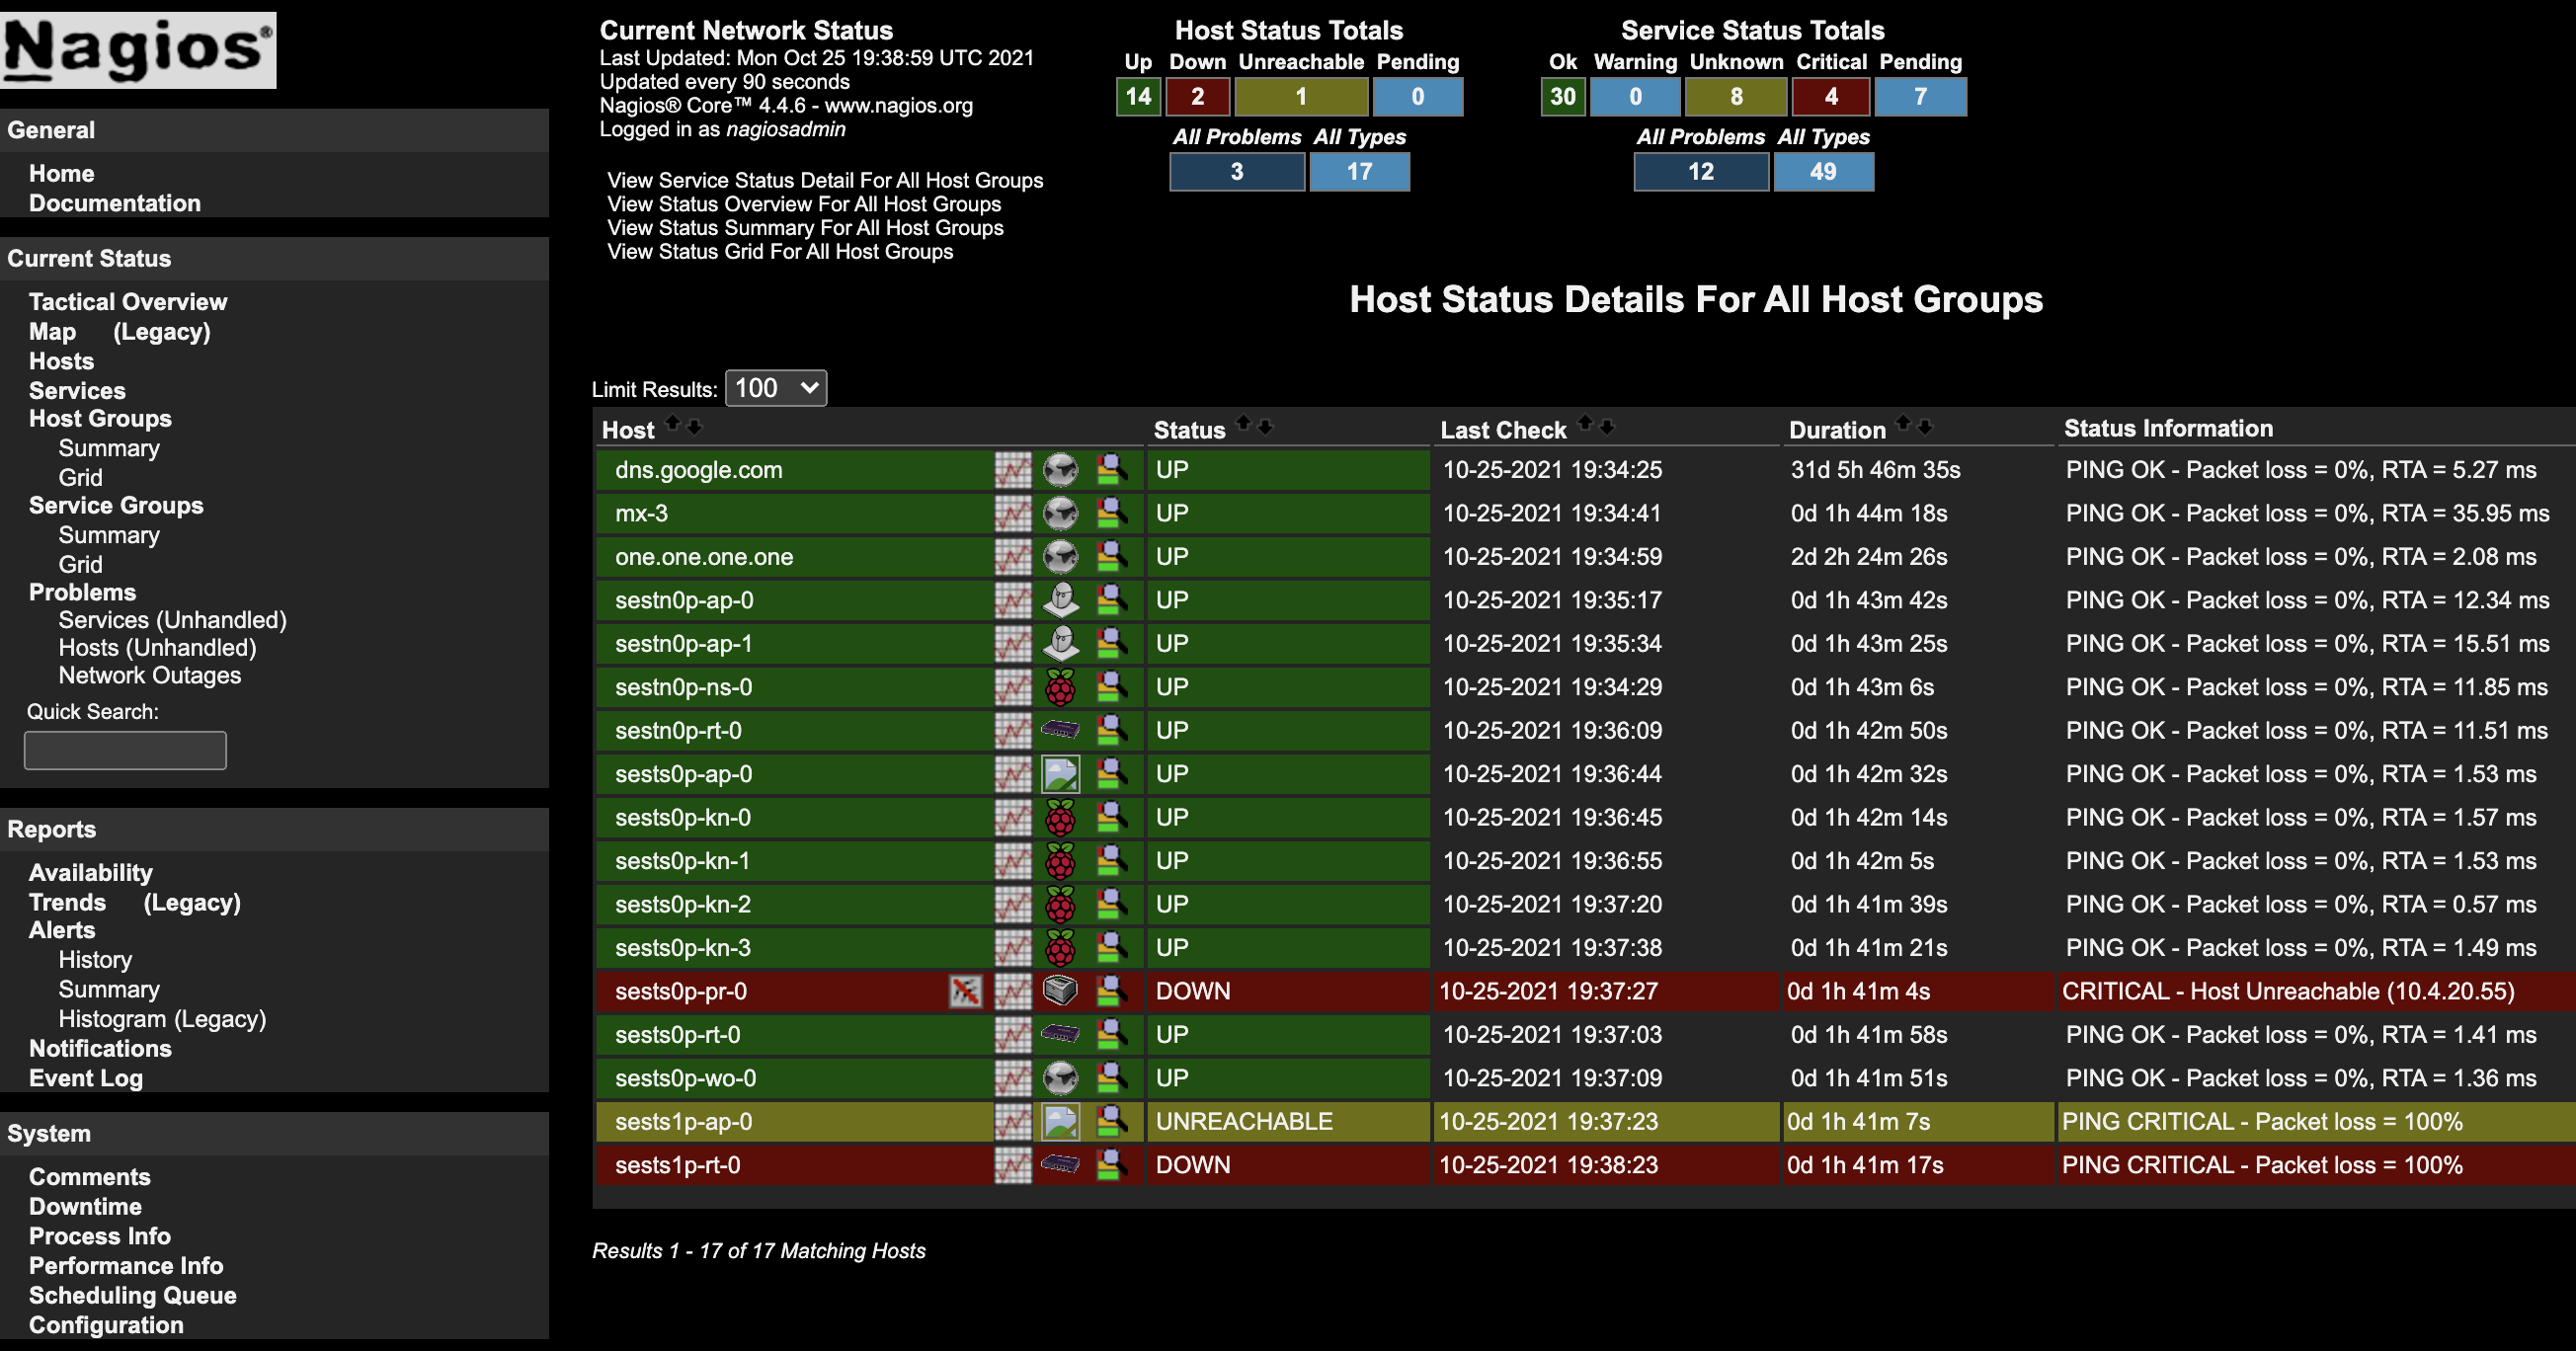 Nagios®
General
Home
Documentation
Current Status
Tactical Overview
Map (Legacy)
Hosts
Services
Host Groups
Summary
Grid
Service Groups
Summary
Grid
Problems
Services (Unhandled)
Hosts (Unhandled)
Network Outages
Quick Search:
Reports
Availability
Trends (Legacy)
Alerts
History
Summary
Histogram (Legacy)
Notifications
Event Log
System
Comments
Downtime
Process Info
Performance Info
Scheduling Queue
Configuration
Current Network Status
Last Updated: Mon Oct 25 19:38:59 UTC 2021
Updated every 90 seconds
Nagios® Core™ 4.4.6 - www.nagios.org
Logged in as nagiosadmin
View Service Status Detail For All Host Groups
View Status Overview For All Host Groups
View Status Summary For All Host Groups
View Status Grid For All Host Groups
Host Status Totals
Up Down Unreachable Pending
14 2 1 0
All Problems All Types
3 17
Service Status Totals
Ok Warning Unknown Critical Pending
30 0 8 4 7
All Problems All Types
12 49
Host Status Details For All Host Groups
Limit Results: 100
Host Status Last Check Duration Status Information
dns.google.com UP 10-25-2021 19:34:25 31d 5h 46m 35s PING OK - Packet loss = 0%, RTA = 5.27 ms
mx-3 UP 10-25-2021 19:34:41 0d 1h 44m 18s PING OK - Packet loss = 0%, RTA = 35.95 ms
one.one.one.one UP 10-25-2021 19:34:59 2d 2h 24m 26s PING OK - Packet loss = 0%, RTA = 2.08 ms
sestn0p-ap-0 UP 10-25-2021 19:35:17 0d 1h 43m 42s PING OK - Packet loss = 0%, RTA = 12.34 ms
sestn0p-ap-1 UP 10-25-2021 19:35:34 0d 1h 43m 25s PING OK - Packet loss = 0%, RTA = 15.51 ms
sestn0p-ns-0 UP 10-25-2021 19:34:29 0d 1h 43m 6s PING OK - Packet loss = 0%, RTA = 11.85 ms
sestn0p-rt-0 UP 10-25-2021 19:36:09 0d 1h 42m 50s PING OK - Packet loss = 0%, RTA = 11.51 ms
sests0p-ap-0 UP 10-25-2021 19:36:44 0d 1h 42m 32s PING OK - Packet loss = 0%, RTA = 1.53 ms
sests0p-kn-0 UP 10-25-2021 19:36:45 0d 1h 42m 14s PING OK - Packet loss = 0%, RTA = 1.57 ms
sests0p-kn-1 UP 10-25-2021 19:36:55 0d 1h 42m 5s PING OK - Packet loss = 0%, RTA = 1.53 ms
sests0p-kn-2 UP 10-25-2021 19:37:20 0d 1h 41m 39s PING OK - Packet loss = 0%, RTA = 0.57 ms
sests0p-kn-3 UP 10-25-2021 19:37:38 0d 1h 41m 21s PING OK - Packet loss = 0%, RTA = 1.49 ms
sests0p-pr-0 DOWN 10-25-2021 19:37:27 0d 1h 41m 4s CRITICAL - Host Unreachable (10.4.20.55)
sests0p-rt-0 UP 10-25-2021 19:37:03 0d 1h 41m 58s PING OK - Packet loss = 0%, RTA = 1.41 ms
sests0p-wo-0 UP 10-25-2021 19:37:09 0d 1h 41m 51s PING OK - Packet loss = 0%, RTA = 1.36 ms
sests1p-ap-0 UNREACHABLE 10-25-2021 19:37:23 0d 1h 41m 7s PING CRITICAL - Packet loss = 100%
sests1p-rt-0 DOWN 10-25-2021 19:38:23 0d 1h 41m 17s PING CRITICAL - Packet loss = 100%
Results 1 - 17 of 17 Matching Hosts